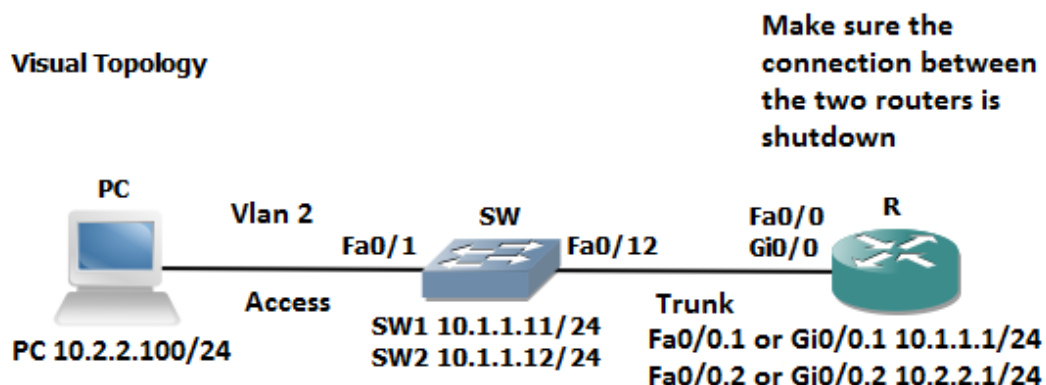 Make sure the
connection between
the two routers is
shutdown
Visual Topology
PC
Vlan 2
SW
Fa0/0
R
Fa0/1
Fa0/12
Gi0/0
Access
Trunk
PC 10.2.2.100/24
SW1 10.1.1.11/24
SW2 10.1.1.12/24
Fa0/0.1 or Gi0/0.1 10.1.1.1/24
Fa0/0.2 or Gi0/0.2 10.2.2.1/24